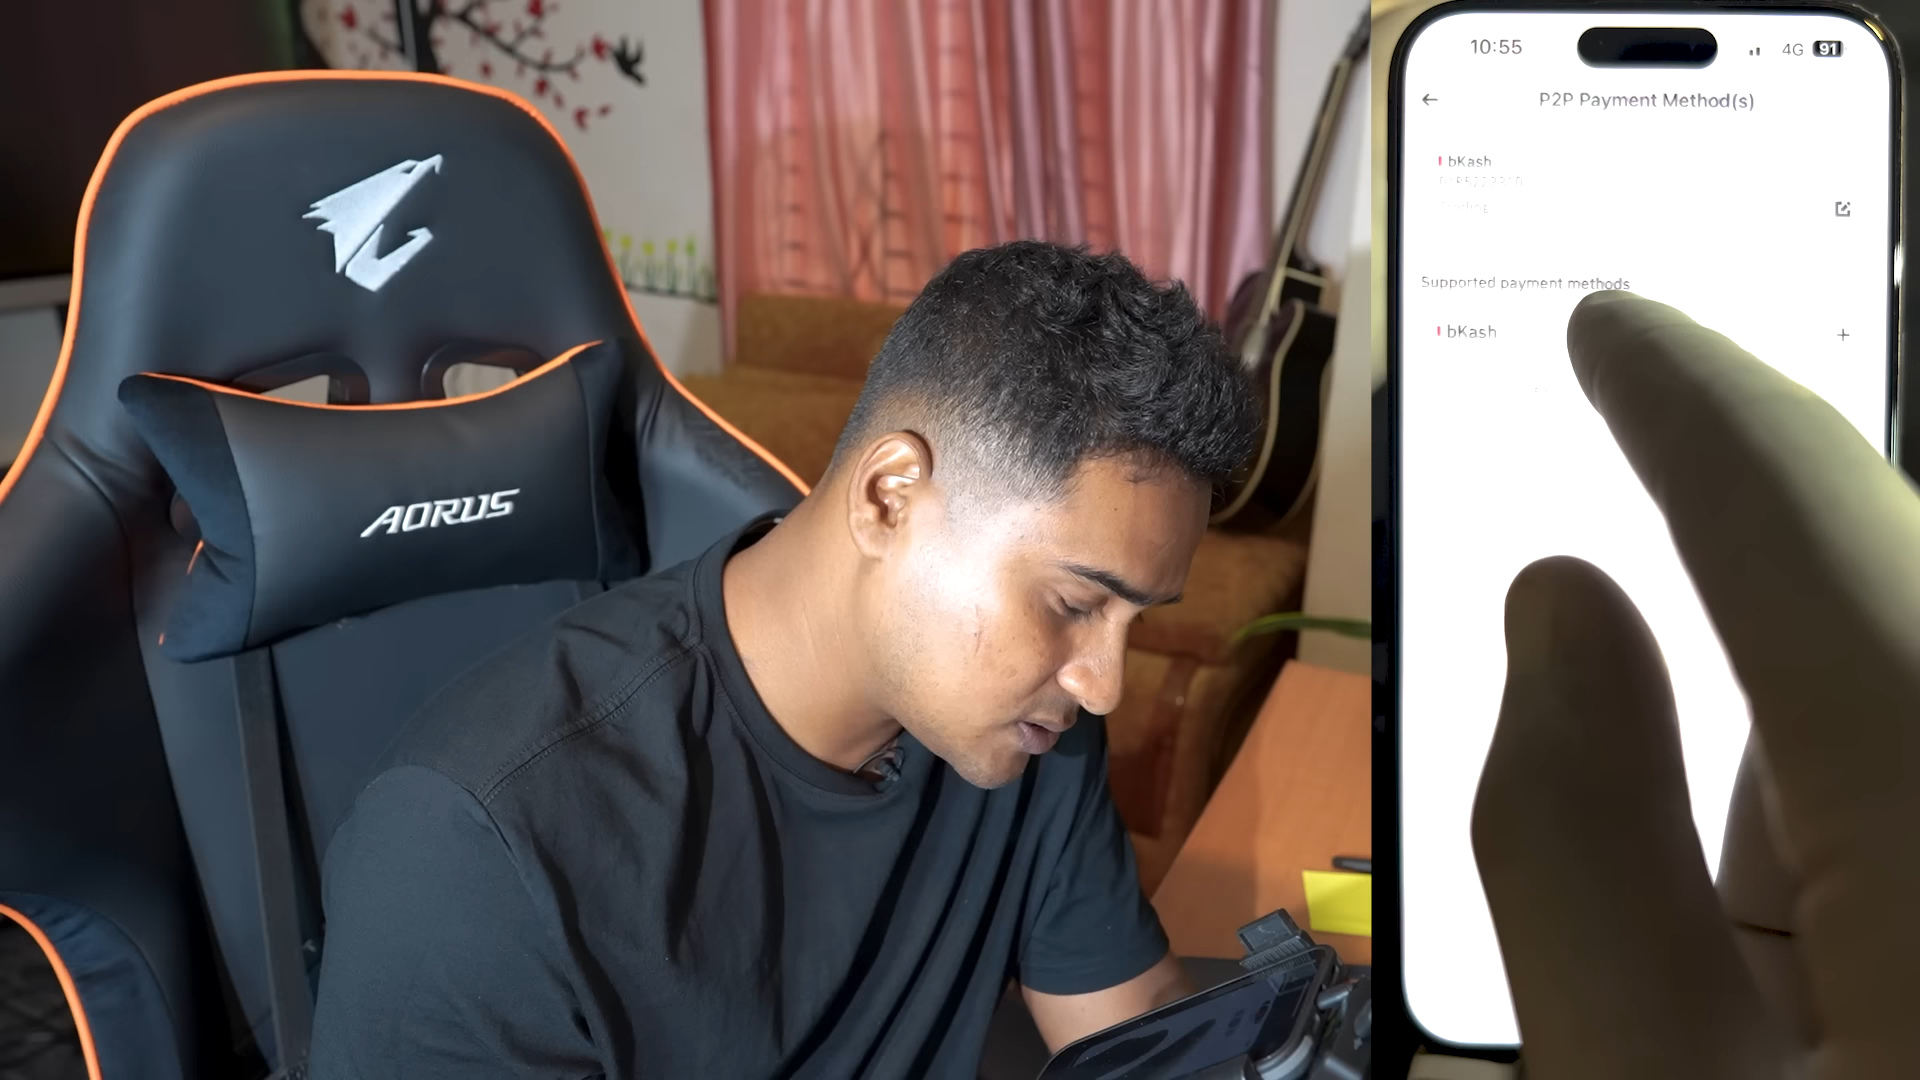 AORUS
10:55
4G 91
P2P Payment Method(s)
bKash
Supported payment methods
bKash